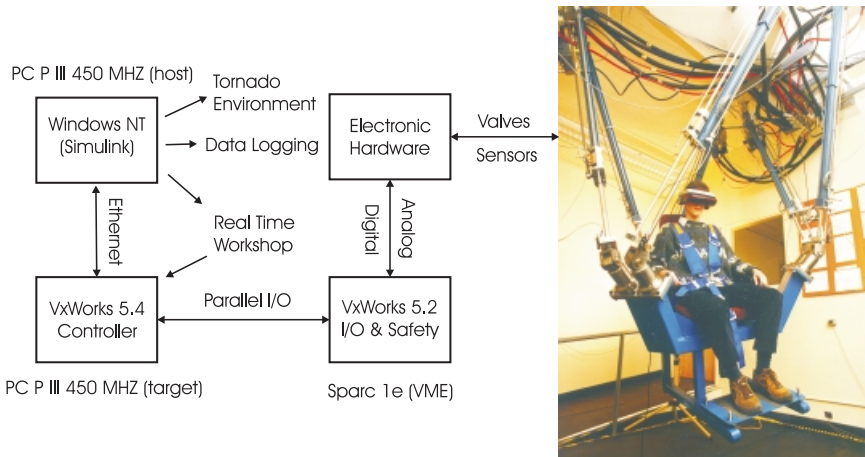 PC P III 450 MHZ (host)
Windows NT
(Simulink)
Tornado
Environment
Data Logging
Real Time
Workshop
Ethernet
VxWorks 5.4
Controller
PC P III 450 MHZ (target)
Parallel I/O
Electronic
Hardware
Valves
Sensors
Analog
Digital
VxWorks 5.2
I/O & Safety
Sparc 1e (VME)